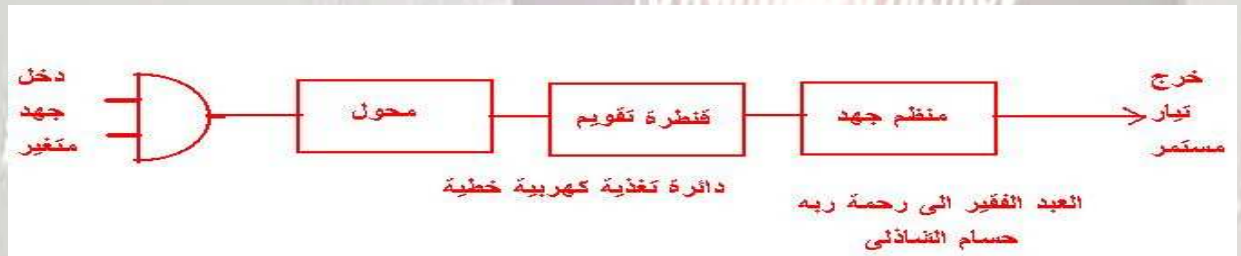 دخل
جهد
متغير
محول
قنطرة تقويم
منظم جهد
خرج
تيار
مستمر
دائرة تغذية كهربية خطية
العبد الفقير الى رحمة ربه
حسام الشاذلى